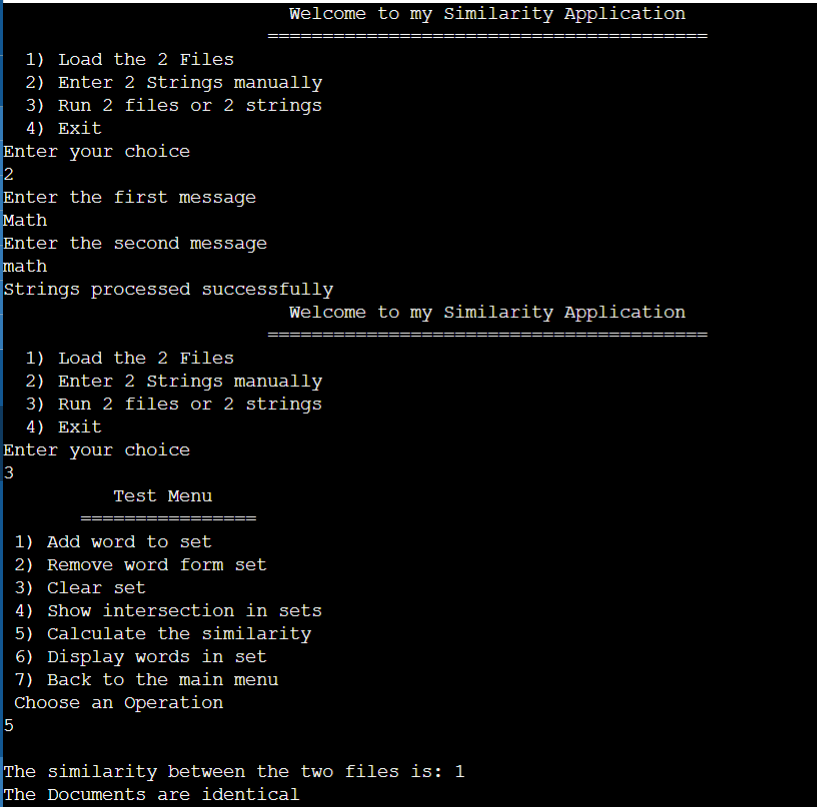 Welcome to my Similarity Application
========================================
1) Load the 2 Files
2) Enter 2 Strings manually
3) Run 2 files or 2 strings
4) Exit
Enter your choice
2
Enter the first message
Math
Enter the second message
math
Strings processed successfully
Welcome to my Similarity Application
========================================
1) Load the 2 Files
2) Enter 2 Strings manually
3) Run 2 files or 2 strings
4) Exit
Enter your choice
3
Test Menu
================
1) Add word to set
2) Remove word form set
3) Clear set
4) Show intersection in sets
5) Calculate the similarity
6) Display words in set
7) Back to the main menu
Choose an Operation
5
The similarity between the two files is: 1
The Documents are identical